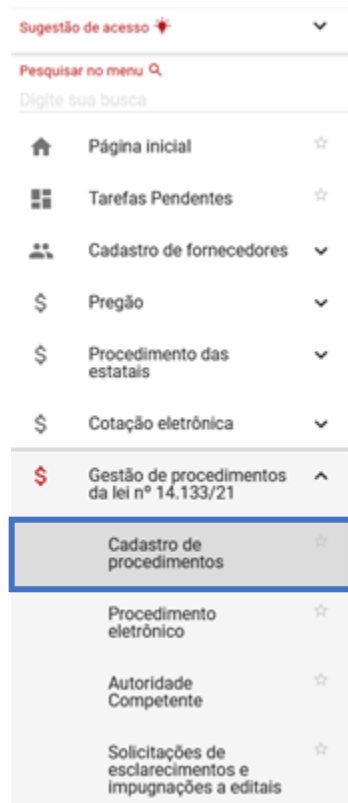 Sugestão de acesso
Pesquisar no menu
Digite sua busca
Página inicial
Tarefas Pendentes
Cadastro de fornecedores
$ Pregão
$ Procedimento das
estatais
$ Cotação eletrônica
$ Gestão de procedimentos
da lei nº 14.133/21
Cadastro de
procedimentos
Procedimento
eletrônico
Autoridade
Competente
Solicitações de
esclarecimentos e
impugnações a editais